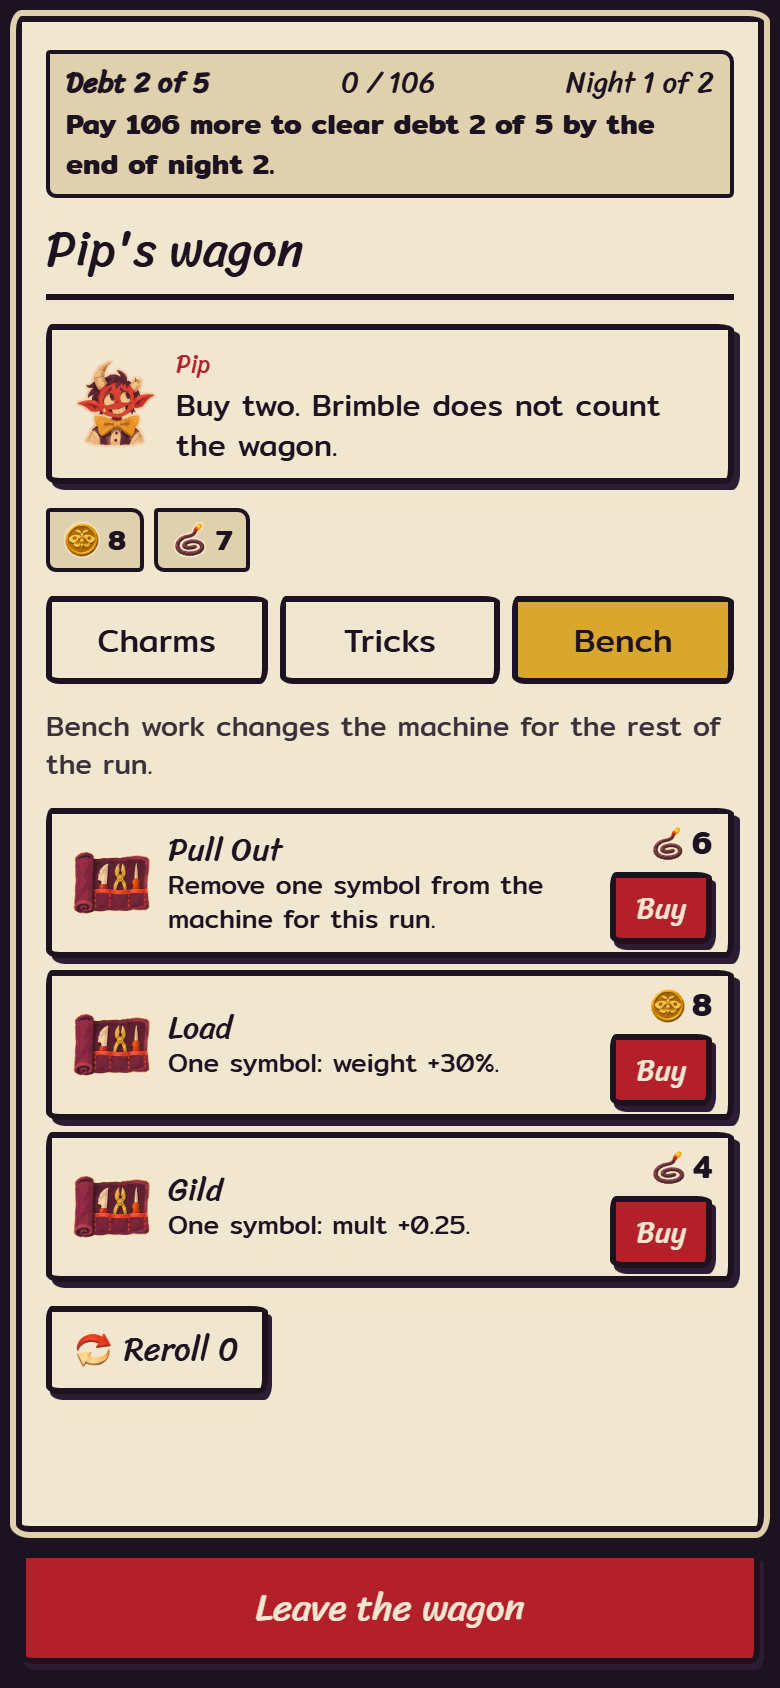 Debt 2 of 5 0 / 106 Night 1 of 2
Pay 106 more to clear debt 2 of 5 by the
end of night 2.
Pip's wagon
Pip
Buy two. Brimble does not count
the wagon.
8 7
Charms Tricks Bench
Bench work changes the machine for the rest of
the run.
6
Pull Out
Remove one symbol from the
machine for this run.
Buy
8
Load
One symbol: weight +30%.
Buy
4
Gild
One symbol: mult +0.25.
Buy
Reroll 0
Leave the wagon